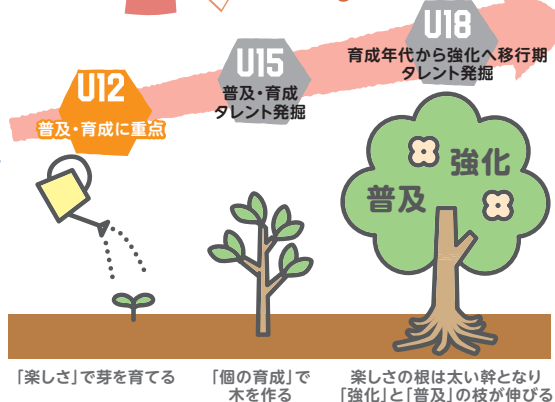 U12
普及・育成に重点
U15
普及・育成
タレント発掘
U18
育成年代から強化へ移行期
タレント発掘
強化
普及
「楽しさ」で芽を育てる
「個の育成」で
木を作る
楽しさの根は太い幹となり
「強化」と「普及」の枝が伸びる